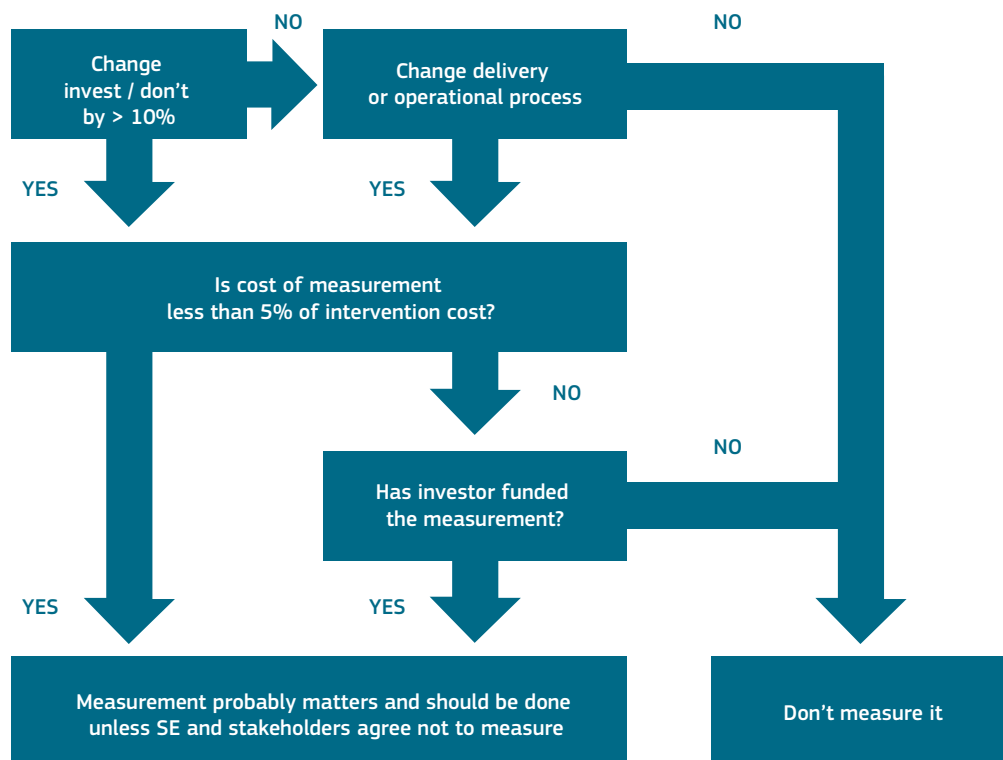 NO
NO
Change
invest / don't
by > 10%
Change delivery
or operational process
YES
YES
Is cost of measurement
less than 5% of intervention cost?
NO
NO
Has investor funded
the measurement?
YES
YES
Measurement probably matters and should be done
unless SE and stakeholders agree not to measure
Don't measure it